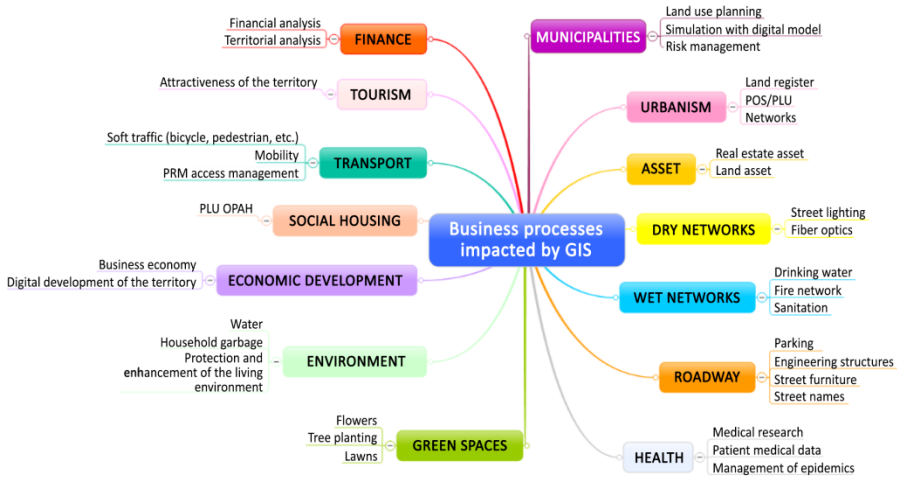 Business processes
impacted by GIS
FINANCE
Financial analysis
Territorial analysis
TOURISM
Attractiveness of the territory
TRANSPORT
Soft traffic (bicycle, pedestrian, etc.)
Mobility
PRM access management
SOCIAL HOUSING
PLU OPAH
ECONOMIC DEVELOPMENT
Business economy
Digital development of the territory
ENVIRONMENT
Water
Household garbage
Protection and
enhancement of the living
environment
GREEN SPACES
Flowers
Tree planting
Lawns
MUNICIPALITIES
Land use planning
Simulation with digital model
Risk management
URBANISM
Land register
POS/PLU
Networks
ASSET
Real estate asset
Land asset
DRY NETWORKS
Street lighting
Fiber optics
WET NETWORKS
Drinking water
Fire network
Sanitation
ROADWAY
Parking
Engineering structures
Street furniture
Street names
HEALTH
Medical research
Patient medical data
Management of epidemics